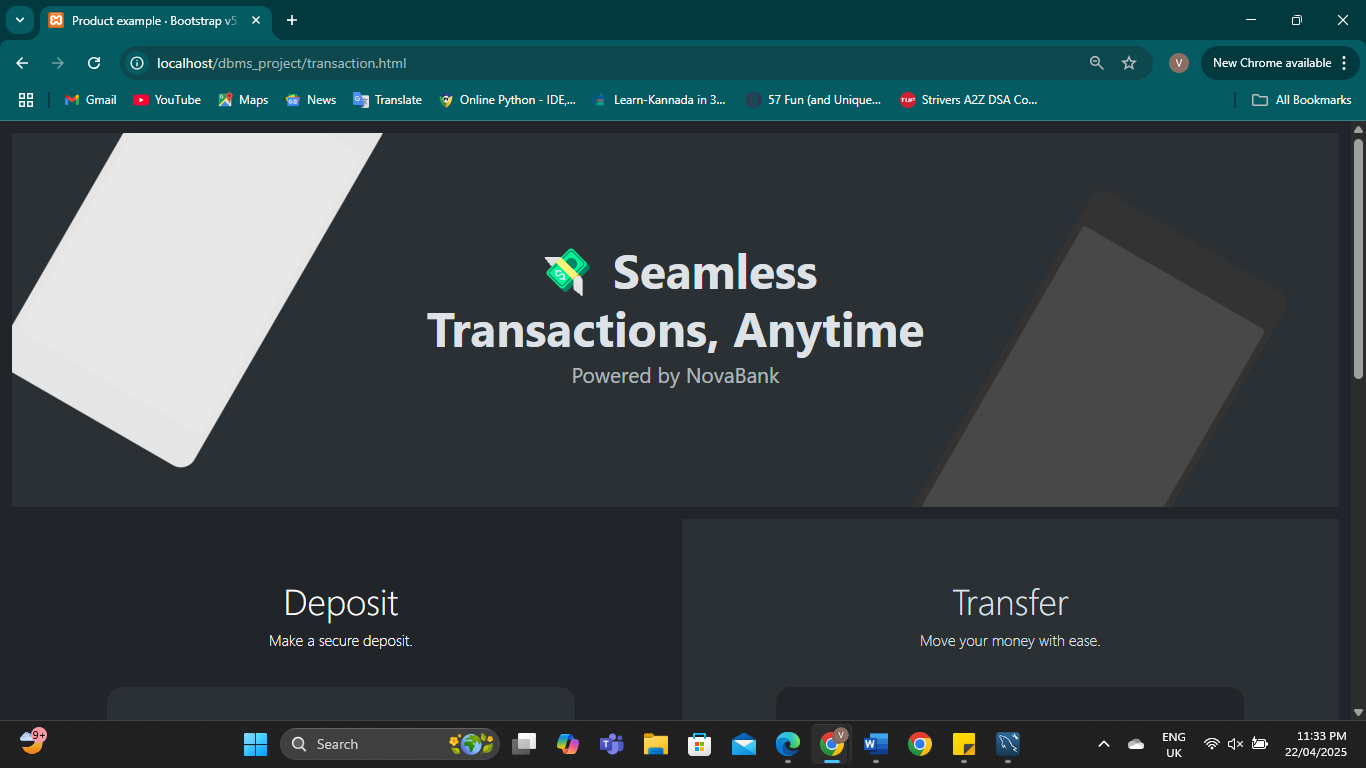 Product example · Bootstrap v5
localhost/dbms_project/transaction.html
V
New Chrome available
Gmail
YouTube
Maps
News
Translate
Online Python - IDE,...
Learn-Kannada in 3...
57 Fun (and Unique...
TUF Strivers A2Z DSA Co...
All Bookmarks
Seamless
Transactions, Anytime
Powered by NovaBank
Deposit
Make a secure deposit.
Transfer
Move your money with ease.
9+
Search
V
ENG
UK
11:33 PM
22/04/2025